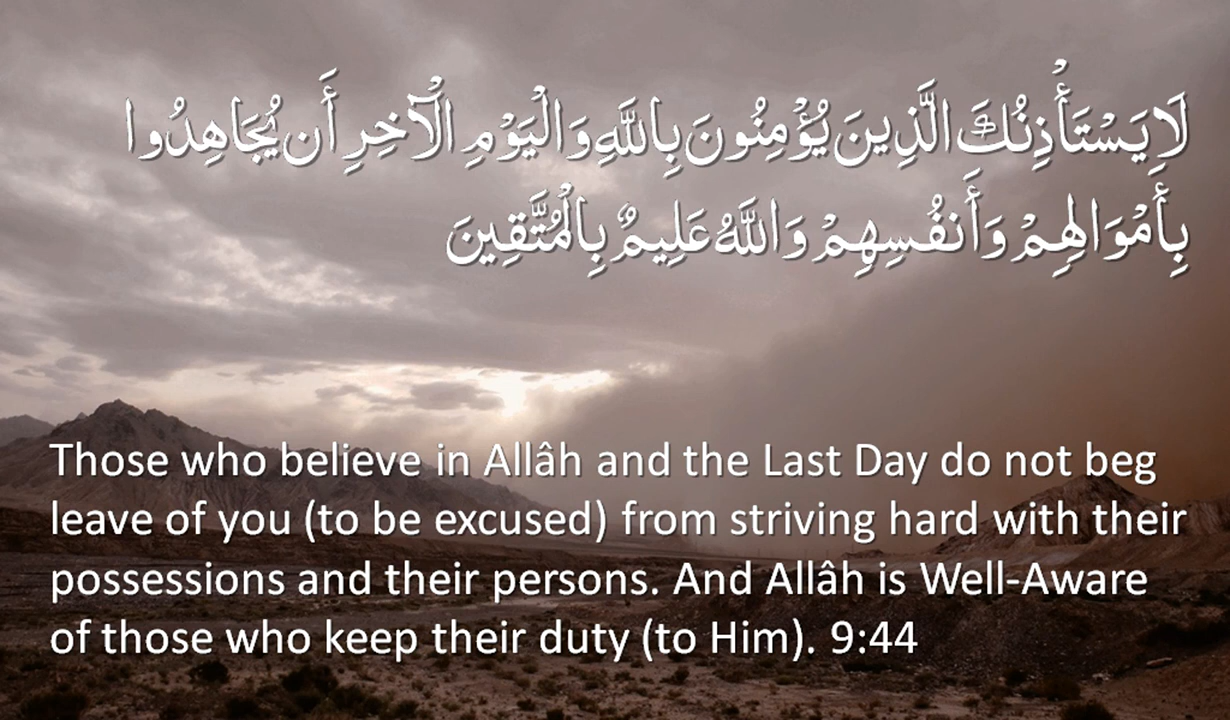 لَا يَسْتَأْذِنُكَ الَّذِينَ يُؤْمِنُونَ بِاللَّهِ وَالْيَوْمِ الْآخِرِ أَن يُجَاهِدُوا
بِأَمْوَالِهِمْ وَأَنفُسِهِمْ وَاللَّهُ عَلِيمٌ بِالْمُتَّقِينَ
Those who believe in Allâh and the Last Day do not beg
leave of you (to be excused) from striving hard with their
possessions and their persons. And Allâh is Well-Aware
of those who keep their duty (to Him). 9:44